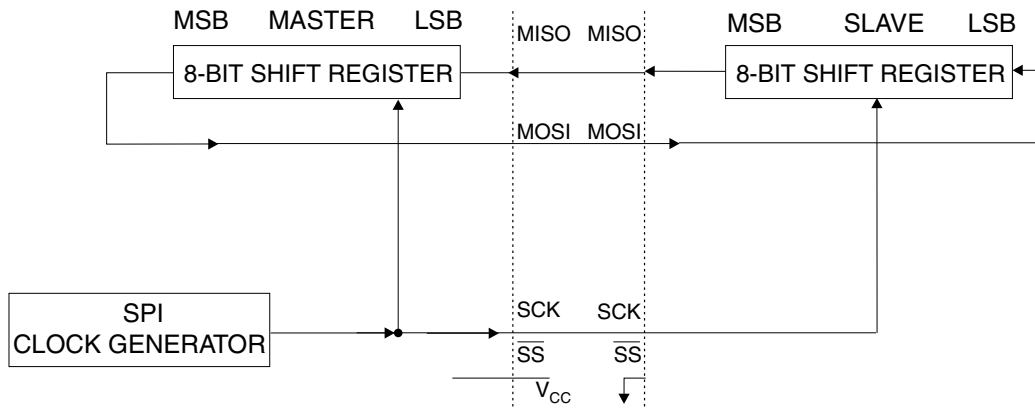 MSB MASTER LSB
MISO MISO
MSB SLAVE LSB
8-BIT SHIFT REGISTER
8-BIT SHIFT REGISTER
MOSI MOSI
SPI
CLOCK GENERATOR
SCK SCK
SS SS
VCC